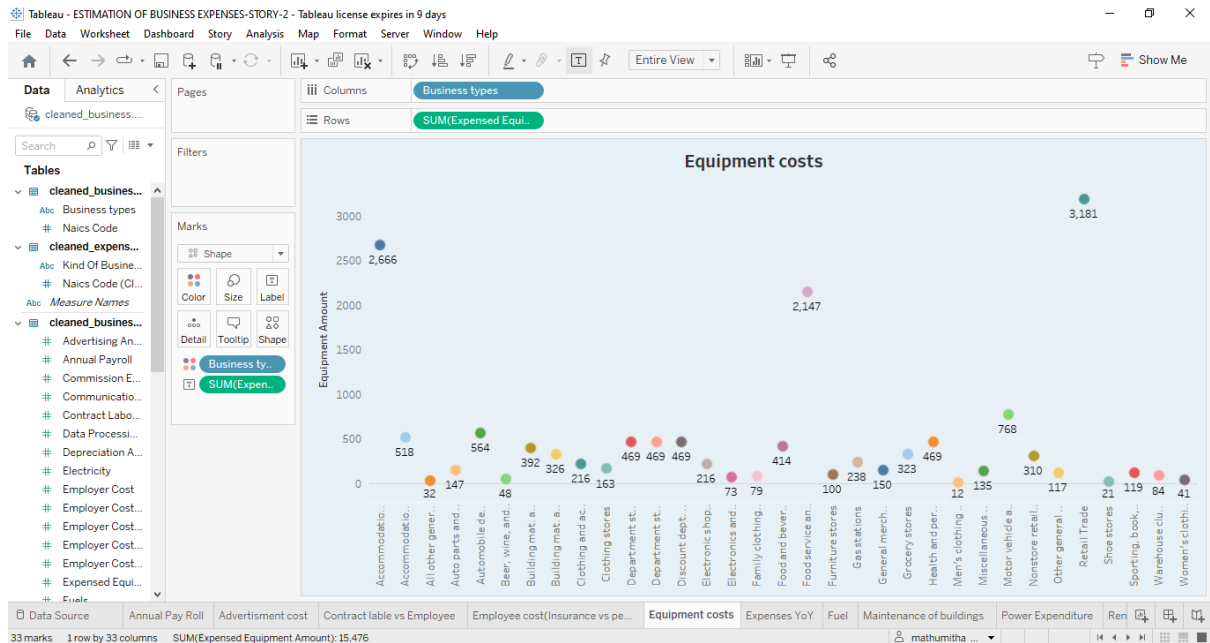 Tableau - ESTIMATION OF BUSINESS EXPENSES-STORY-2 - Tableau license expires in 9 days
File Data Worksheet Dashboard Story Analysis Map Format Server Window Help
Entire View
Show Me
Data Analytics
cleaned_business....
Search
Tables
cleaned_busines...
Abc Business types
# Naics Code
cleaned_expens...
Abc Kind Of Busine...
# Naics Code (Cl...
Abc Measure Names
cleaned_busines...
# Advertising An...
# Annual Payroll
# Commission E...
# Communicatio...
# Contract Labo...
# Data Processi...
# Depreciation A...
# Electricity
# Employer Cost
# Employer Cost...
# Employer Cost...
# Employer Cost...
# Employer Cost...
# Expensed Equi...
# Fuels
Pages
Filters
Marks
Shape
Color Size Label
Detail Tooltip Shape
Business ty..
SUM(Expen..
Columns Business types
Rows SUM(Expensed Equi..
Equipment costs
Equipment Amount
3000
2500
2000
1500
1000
500
0
2,666 518 32 147 564 48 392 326 216 163 469 469 469 216 73 79 414 2,147 100 238 150 323 469 12 135 768 310 117 3,181 21 119 84 41
Accommodatio..
Accommodatio..
All other gener..
Auto parts and..
Automobile de..
Beer, wine, and..
Building mat. a..
Building mat. a..
Clothing and ac..
Clothing stores
Department st..
Department st..
Discount dept. ..
Electronic shop..
Electronics and..
Family clothing..
Food and bever..
Food service an..
Furniture stores
Gas stations
General merch..
Grocery stores
Health and per..
Men's clothing ..
Miscellaneous ..
Motor vehicle a..
Nonstore retail..
Other general ..
Retail Trade
Shoe stores
Sporting, book,..
Warehouse clu..
Women's clothi..
Data Source Annual Pay Roll Advertisment cost Contract lable vs Employee Employee cost(Insurance vs pe... Equipment costs Expenses YoY Fuel Maintenance of buildings Power Expenditure Ren
33 marks 1 row by 33 columns SUM(Expensed Equipment Amount): 15,476 mathumitha ...